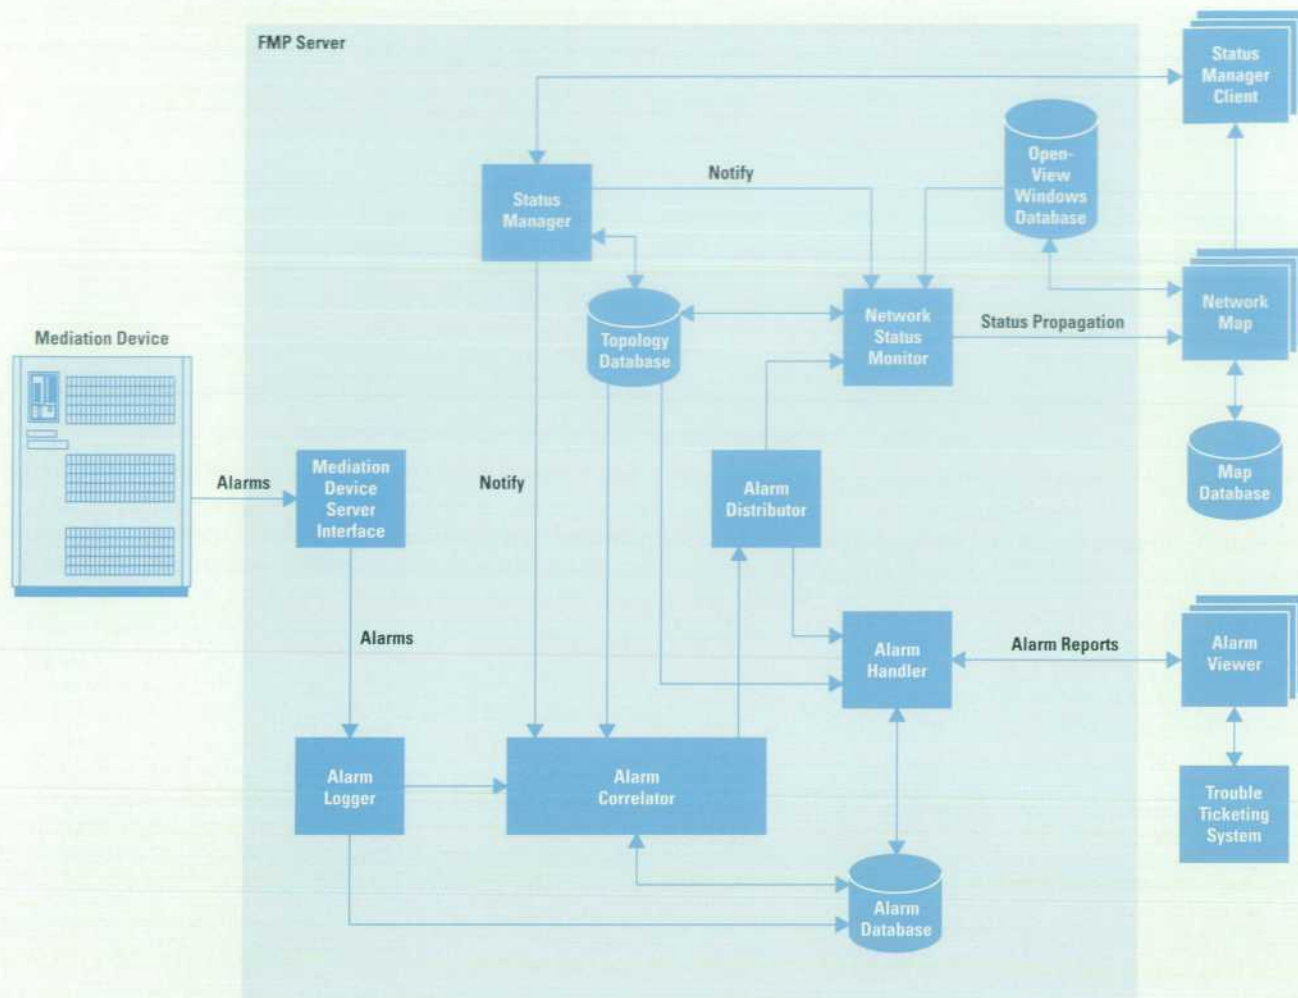 FMP Server
Status
Manager
Client
Open-
View
Windows
Database
Notify
Status
Manager
Network
Map
Network
Status
Monitor
Status Propagation
Topology
Database
Mediation Device
Mediation
Device
Server
Interface
Alarms
Notify
Alarm
Distributor
Map
Database
Alarms
Alarm
Handler
Alarm Reports
Alarm
Viewer
Alarm
Logger
Alarm
Correlator
Trouble
Ticketing
System
Alarm
Database